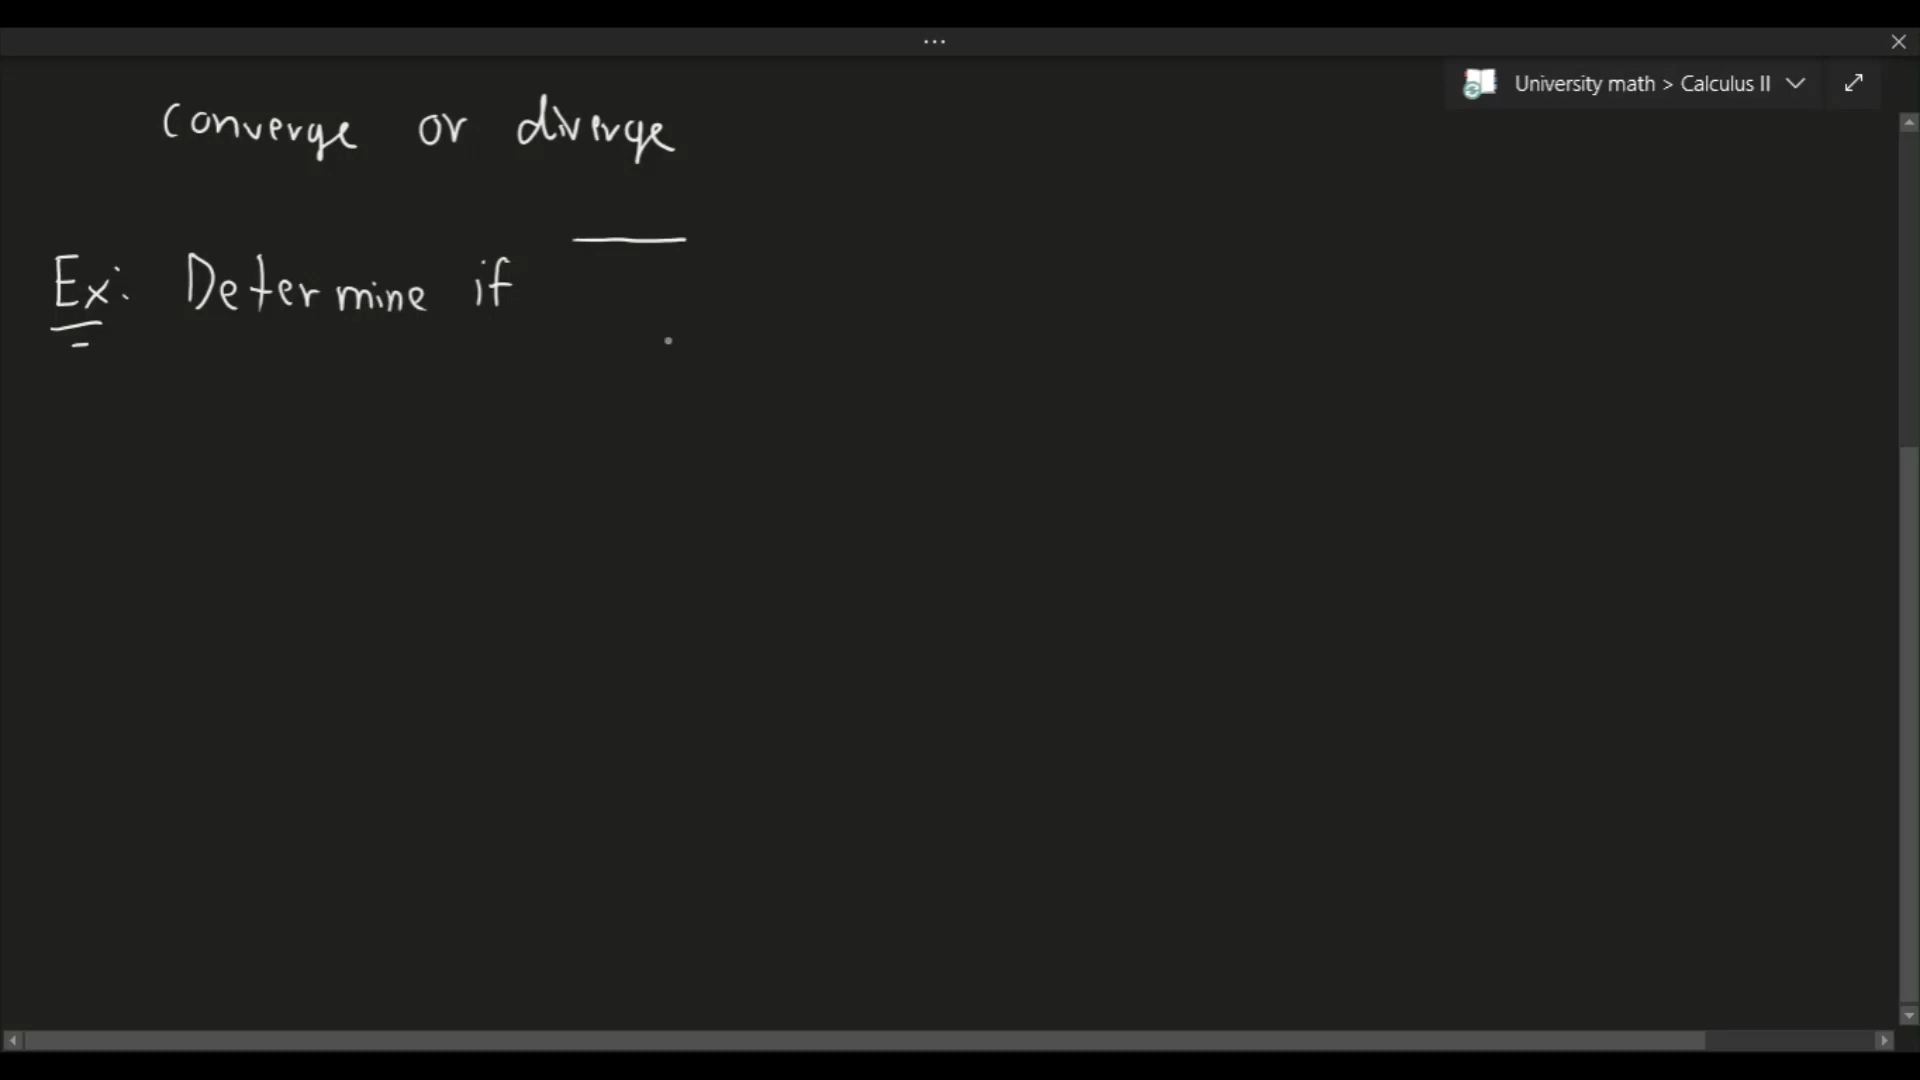 University math > Calculus II
converge or diverge
Ex: Determine if